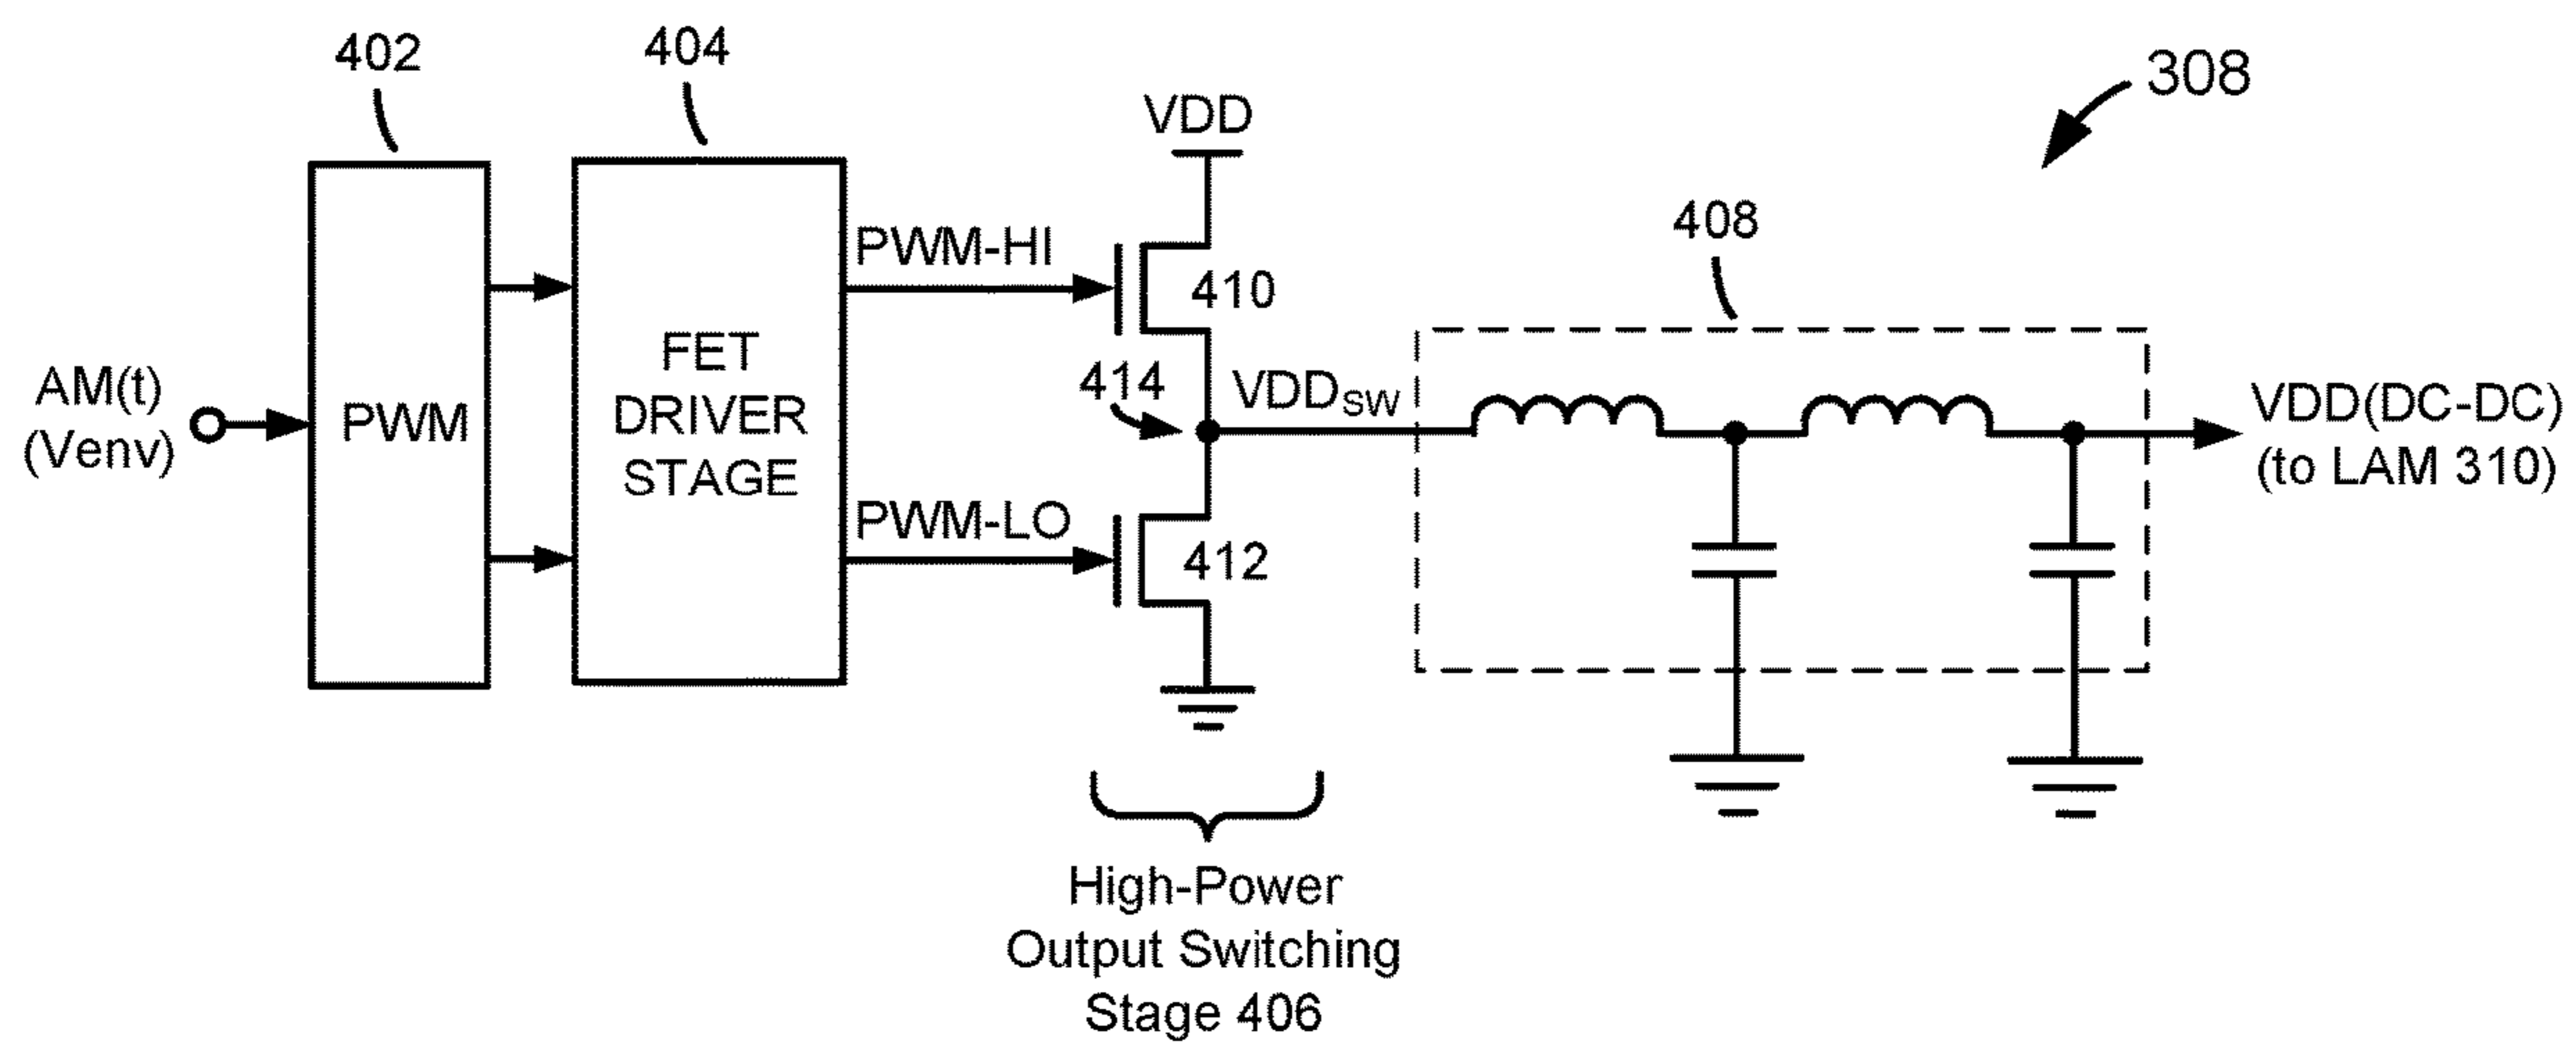 402
404
308
VDD
408
PWM-HI
410
FET
DRIVER
STAGE
AM(t)
(Venv)
PWM
414
VDDSW
VDD(DC-DC)
(to LAM 310)
PWM-LO
412
High-Power
Output Switching
Stage 406